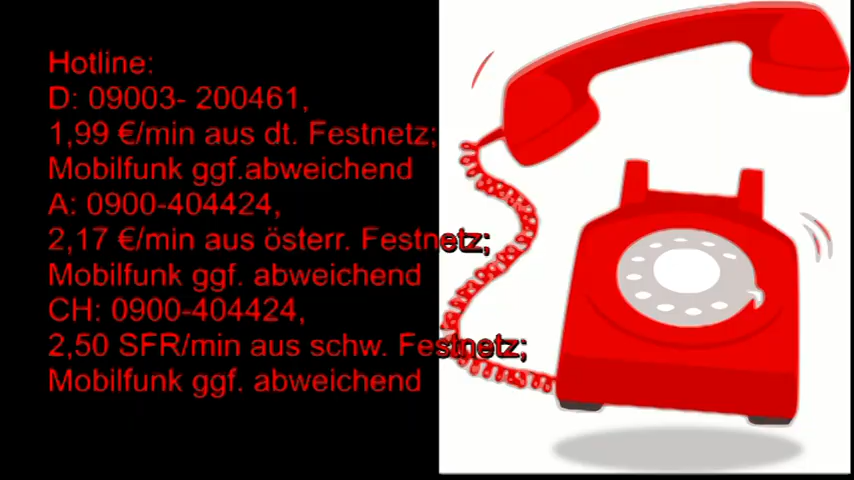 Hotline:
D: 09003- 200461,
1,99 €/min aus dt. Festnetz;
Mobilfunk ggf.abweichend
A: 0900-404424,
2,17 €/min aus österr. Festnetz;
Mobilfunk ggf. abweichend
CH: 0900-404424,
2,50 SFR/min aus schw. Festnetz;
Mobilfunk ggf. abweichend